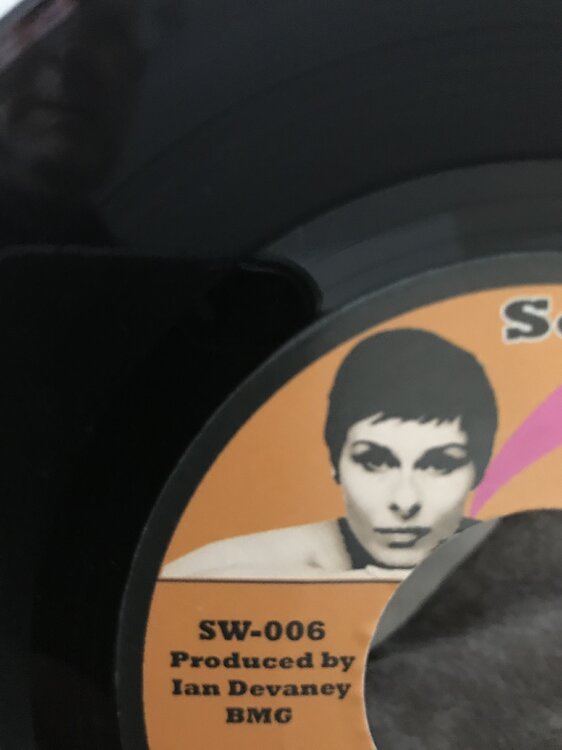 SW-006
Produced by
Ian Devaney
BMG